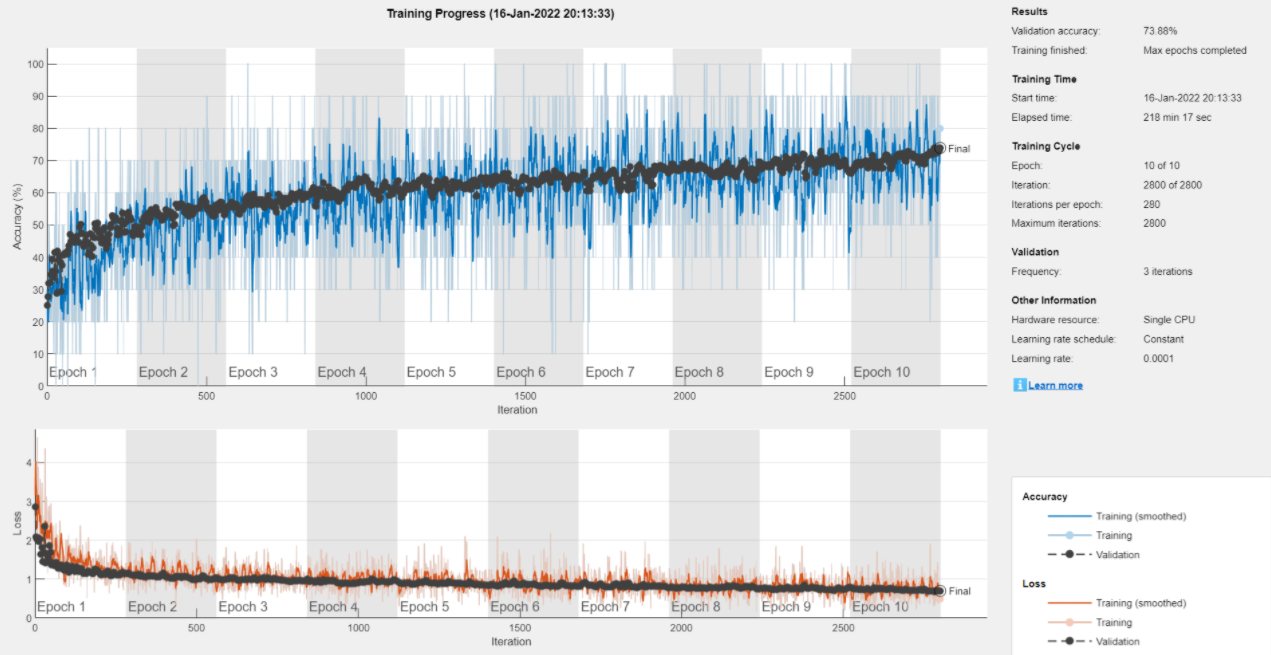 Training Progress (16-Jan-2022 20:13:33)
Accuracy (%)
100
90
80
70
60
50
40
30
20
10
0
Final
Epoch 1 Epoch 2 Epoch 3 Epoch 4 Epoch 5 Epoch 6 Epoch 7 Epoch 8 Epoch 9 Epoch 10
0 500 1000 1500 2000 2500
Iteration
Loss
4
3
2
1
0
Final
Epoch 1 Epoch 2 Epoch 3 Epoch 4 Epoch 5 Epoch 6 Epoch 7 Epoch 8 Epoch 9 Epoch 10
0 500 1000 1500 2000 2500
Iteration
Results
Validation accuracy: 73.88%
Training finished: Max epochs completed
Training Time
Start time: 16-Jan-2022 20:13:33
Elapsed time: 218 min 17 sec
Training Cycle
Epoch: 10 of 10
Iteration: 2800 of 2800
Iterations per epoch: 280
Maximum iterations: 2800
Validation
Frequency: 3 iterations
Other Information
Hardware resource: Single CPU
Learning rate schedule: Constant
Learning rate: 0.0001
i Learn more
Accuracy
Training (smoothed)
Training
Validation
Loss
Training (smoothed)
Training
Validation